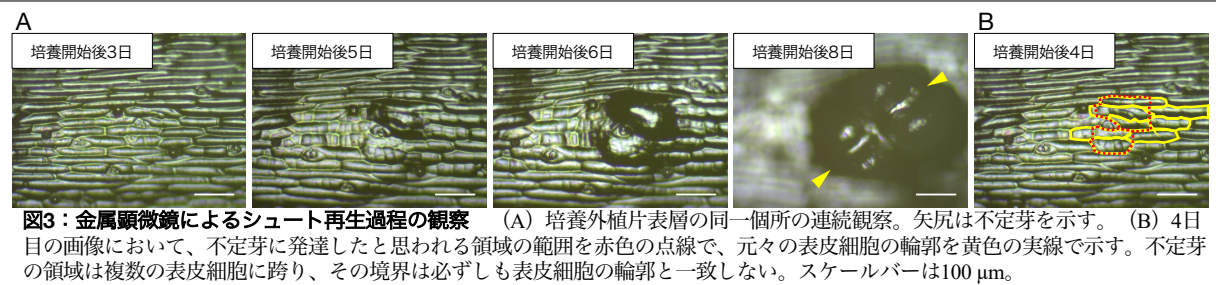 A
B
培養開始後3日
培養開始後5日
培養開始後6日
培養開始後8日
培養開始後4日
図3：金属顕微鏡によるシュート再生過程の観察 （A）培養外植片表層の同一個所の連続観察。矢尻は不定芽を示す。（B）4日
目の画像において、不定芽に発達したと思われる領域の範囲を赤色の点線で、元々の表皮細胞の輪郭を黄色の実線で示す。不定芽
の領域は複数の表皮細胞に跨り、その境界は必ずしも表皮細胞の輪郭と一致しない。スケールバーは100 μm。